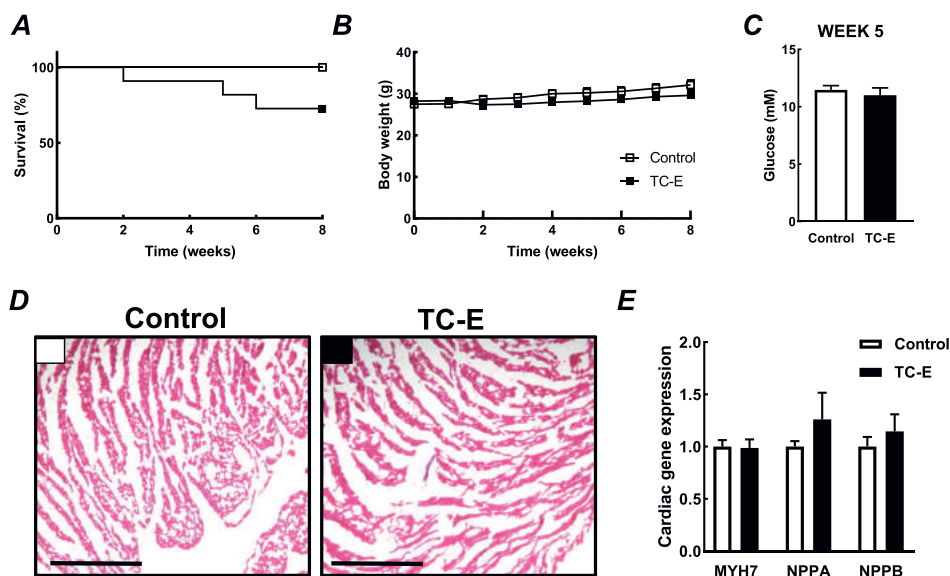 A
Survival (%)
100
50
0
0 2 4 6 8
Time (weeks)
B
Body weight (g)
40
30
20
10
0
0 2 4 6 8
Control
TC-E
Time (weeks)
C
WEEK 5
Glucose (mM)
15
10
5
0
Control TC-E
D
Control
TC-E
E
Cardiac gene expression
2.0
1.5
1.0
0.5
0.0
Control
TC-E
MYH7 NPPA NPPB